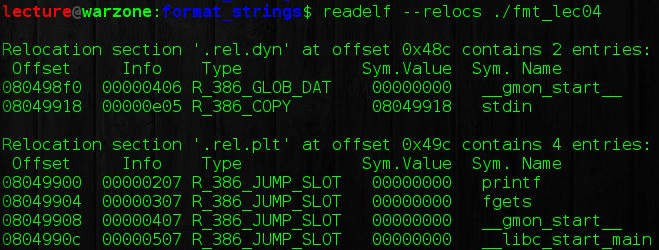 lecture@warzone:format_strings$ readelf --relocs ./fmt_lec04
Relocation section '.rel.dyn' at offset 0x48c contains 2 entries:
Offset Info Type Sym.Value Sym. Name
080498f0 00000406 R_386_GLOB_DAT 00000000 __gmon_start__
08049918 00000e05 R_386_COPY 08049918 stdin
Relocation section '.rel.plt' at offset 0x49c contains 4 entries:
Offset Info Type Sym.Value Sym. Name
08049900 00000207 R_386_JUMP_SLOT 00000000 printf
08049904 00000307 R_386_JUMP_SLOT 00000000 fgets
08049908 00000407 R_386_JUMP_SLOT 00000000 __gmon_start__
0804990c 00000507 R_386_JUMP_SLOT 00000000 __libc_start_main